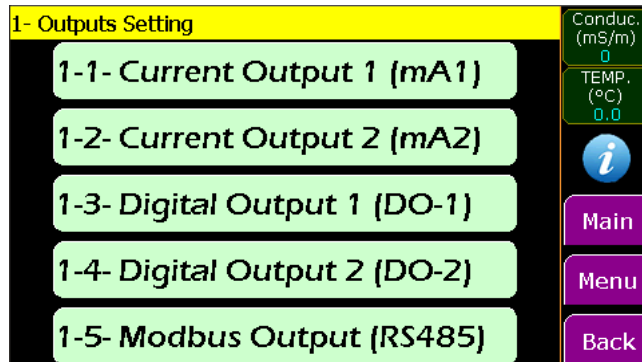 1- Outputs Setting
1-1- Current Output 1 (mA1)
1-2- Current Output 2 (mA2)
1-3- Digital Output 1 (DO-1)
1-4- Digital Output 2 (DO-2)
1-5- Modbus Output (RS485)
Conduc.
(mS/m)
0
TEMP.
(°C)
0.0
i
Main
Menu
Back